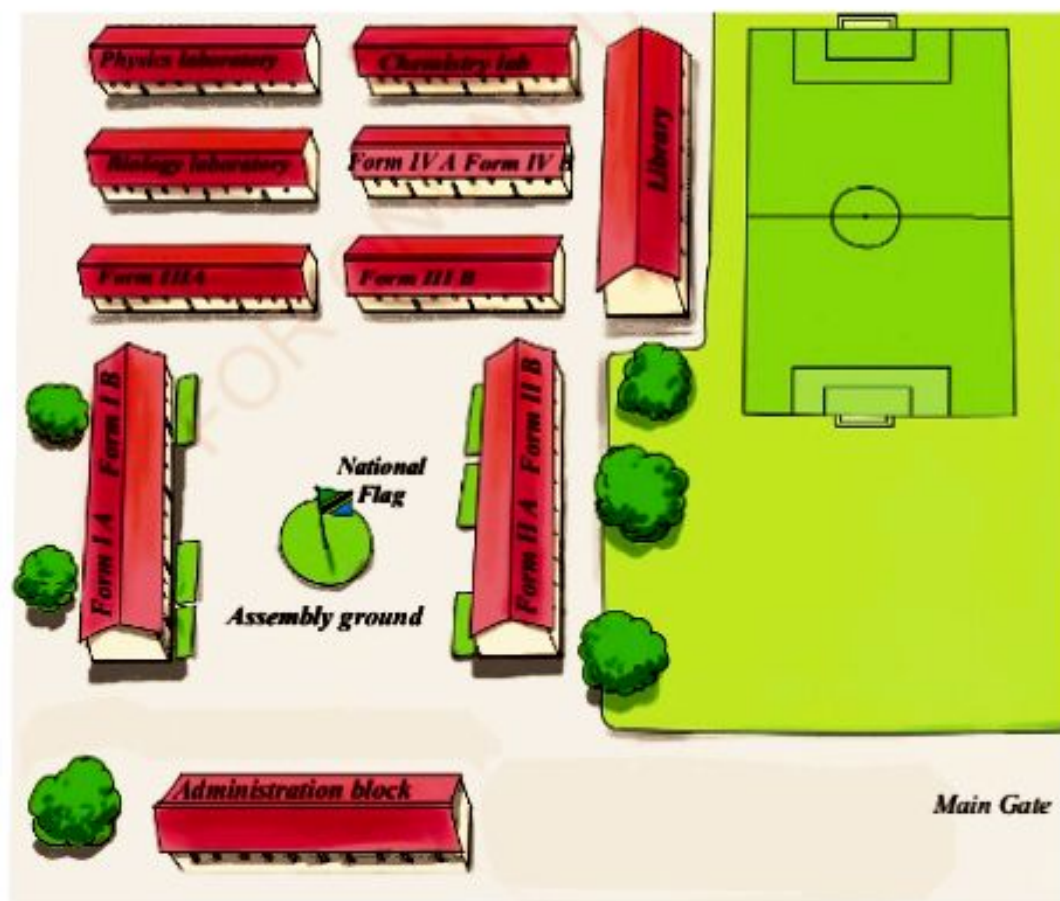 Physics laboratory
Chemistry lab
Library
Biology laboratory
Form IV A Form IV B
Form IIIA
Form III B
Form I B
Form I A
Form II B
Form II A
National
Flag
Assembly ground
Administration block
Main Gate